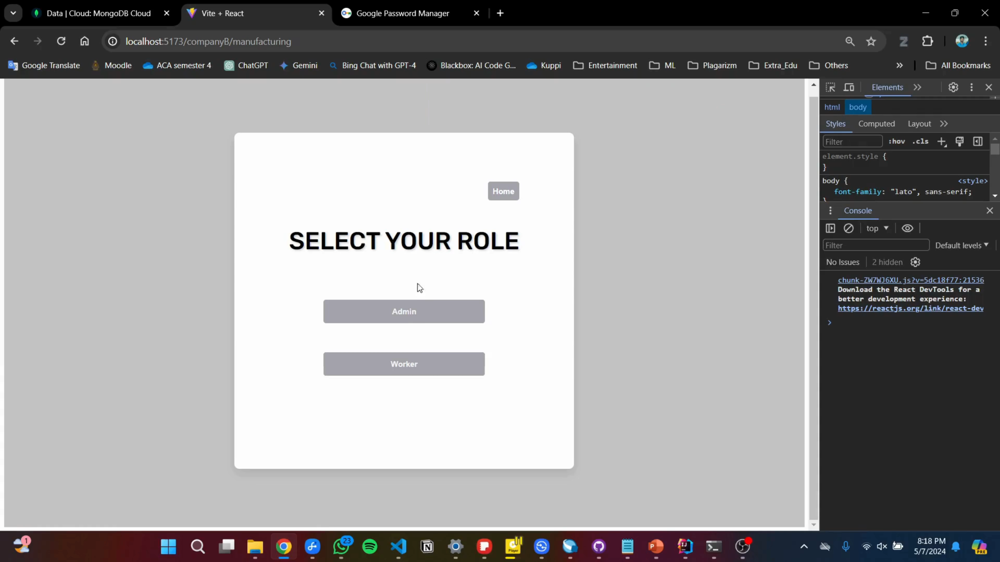 Data | Cloud: MongoDB Cloud
Vite + React
Google Password Manager
localhost:5173/companyB/manufacturing
Google Translate
Moodle
ACA semester 4
ChatGPT
Gemini
Bing Chat with GPT-4
Blackbox: AI Code G...
Kuppi
Entertainment
ML
Plagarizm
Extra_Edu
Others
All Bookmarks
Home
SELECT YOUR ROLE
Admin
Worker
Elements
html body
Styles Computed Layout
Filter :hov .cls
element.style {
}
body { <style>
font-family: "lato", sans-serif;
}
Console
top
Filter Default levels
No Issues 2 hidden
chunk-ZW7WJ6XU.js?v=5dc18f77:21536
Download the React DevTools for a
better development experience:
https://reactjs.org/link/react-dev
1
23
Player
8:18 PM
5/7/2024
PRE